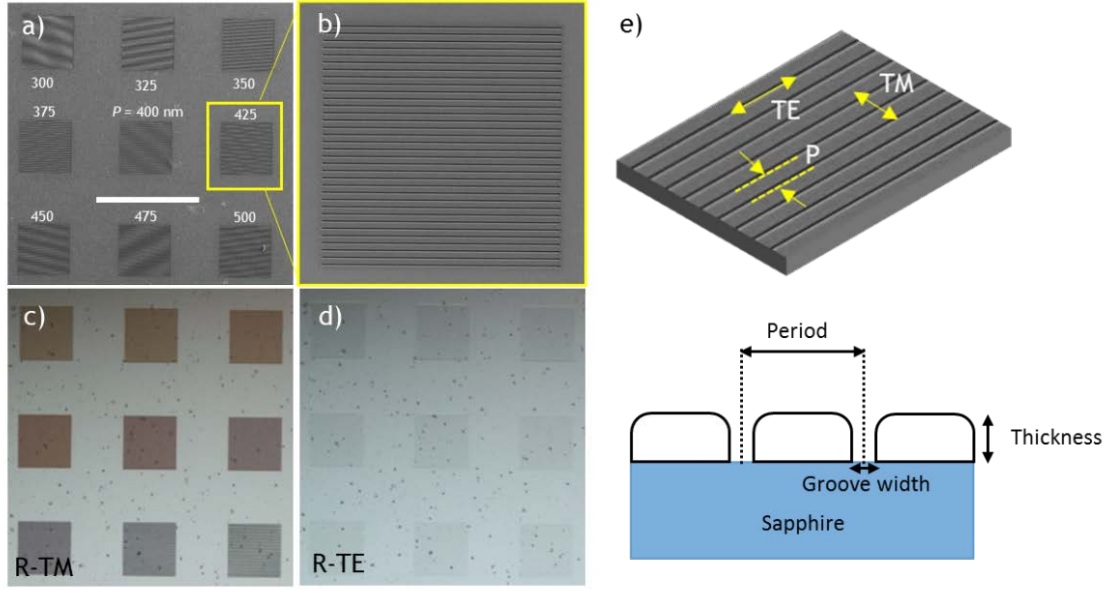 a)
300
325
350
375
P = 400 nm
425
450
475
500
b)
c)
R-TM
d)
R-TE
e)
TE
TM
P
Period
Thickness
Groove width
Sapphire